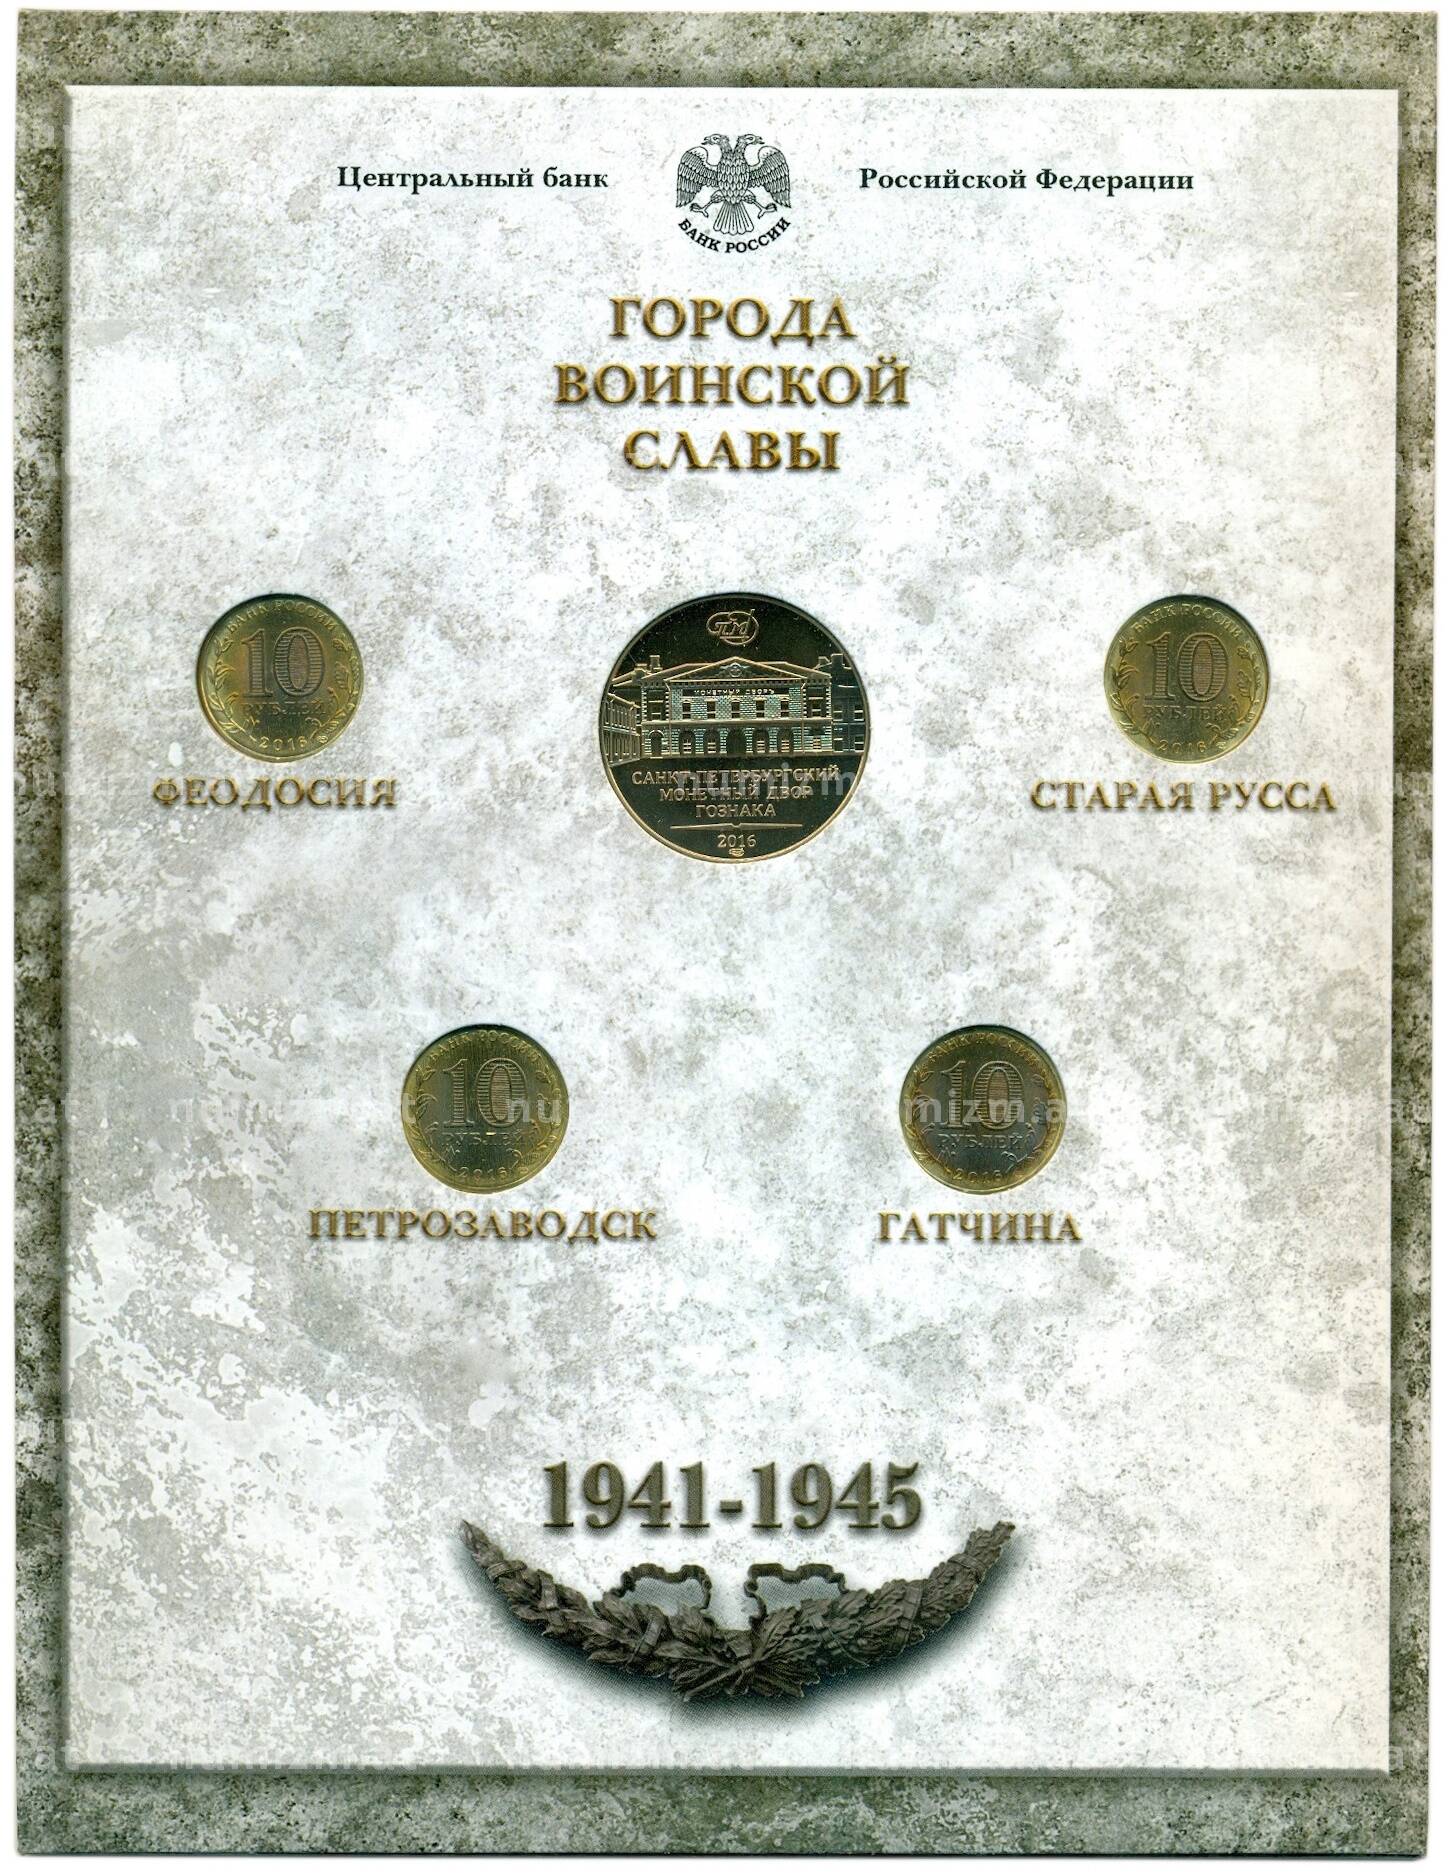 Центральный банк Российской Федерации
БАНК РОССИИ
ГОРОДА
ВОИНСКОЙ
СЛАВЫ
БАНК РОССИИ
10
РУБЛЕЙ
2016
ФЕОДОСИЯ
СПМД
МОНЕТНЫЙ ДВОРЪ
САНКТ-ПЕТЕРБУРГСКИЙ
МОНЕТНЫЙ ДВОР
ГОЗНАКА
2016
БАНК РОССИИ
10
РУБЛЕЙ
2016
СТАРАЯ РУССА
БАНК РОССИИ
10
РУБЛЕЙ
2016
ПЕТРОЗАВОДСК
БАНК РОССИИ
10
РУБЛЕЙ
2016
ГАТЧИНА
1941-1945